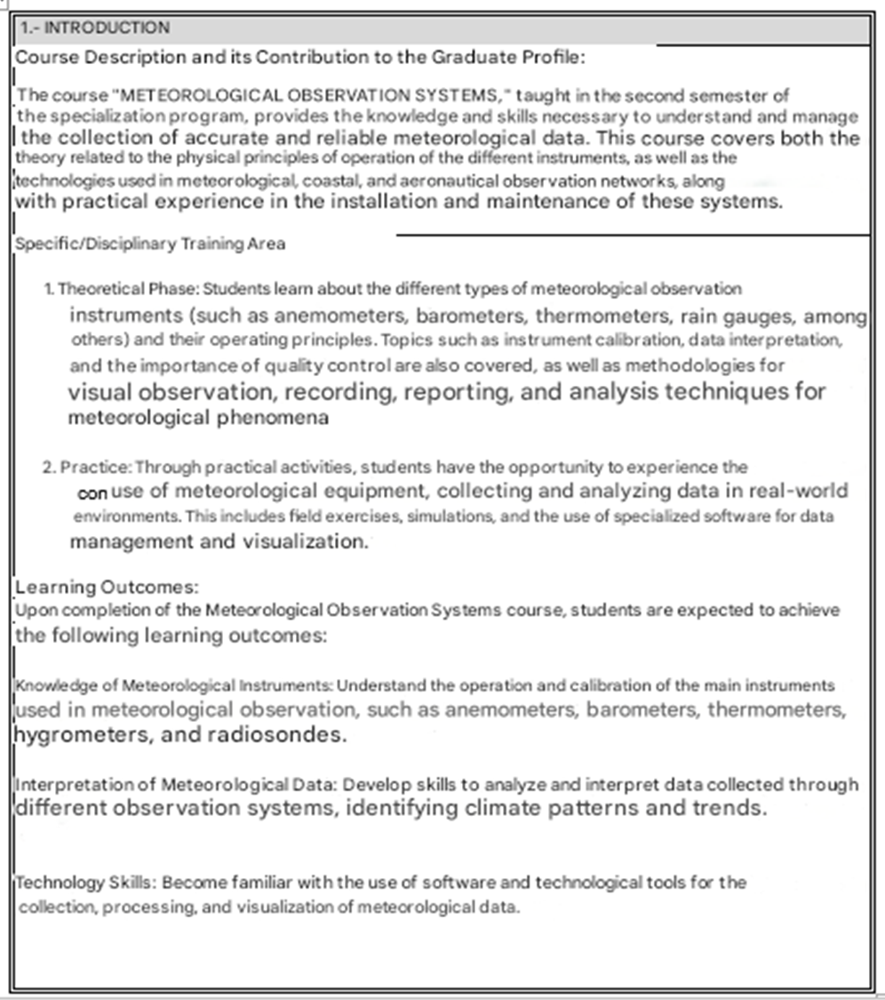 1.- INTRODUCTION
Course Description and its Contribution to the Graduate Profile:
The course "METEOROLOGICAL OBSERVATION SYSTEMS," taught in the second semester of
the specialization program, provides the knowledge and skills necessary to understand and manage
the collection of accurate and reliable meteorological data. This course covers both the
theory related to the physical principles of operation of the different instruments, as well as the
technologies used in meteorological, coastal, and aeronautical observation networks, along
with practical experience in the installation and maintenance of these systems.
Specific/Disciplinary Training Area
1. Theoretical Phase: Students learn about the different types of meteorological observation
instruments (such as anemometers, barometers, thermometers, rain gauges, among
others) and their operating principles. Topics such as instrument calibration, data interpretation,
and the importance of quality control are also covered, as well as methodologies for
visual observation, recording, reporting, and analysis techniques for
meteorological phenomena
2. Practice: Through practical activities, students have the opportunity to experience the
con use of meteorological equipment, collecting and analyzing data in real-world
environments. This includes field exercises, simulations, and the use of specialized software for data
management and visualization.
Learning Outcomes:
Upon completion of the Meteorological Observation Systems course, students are expected to achieve
the following learning outcomes:
Knowledge of Meteorological Instruments: Understand the operation and calibration of the main instruments
used in meteorological observation, such as anemometers, barometers, thermometers,
hygrometers, and radiosondes.
Interpretation of Meteorological Data: Develop skills to analyze and interpret data collected through
different observation systems, identifying climate patterns and trends.
Technology Skills: Become familiar with the use of software and technological tools for the
collection, processing, and visualization of meteorological data.